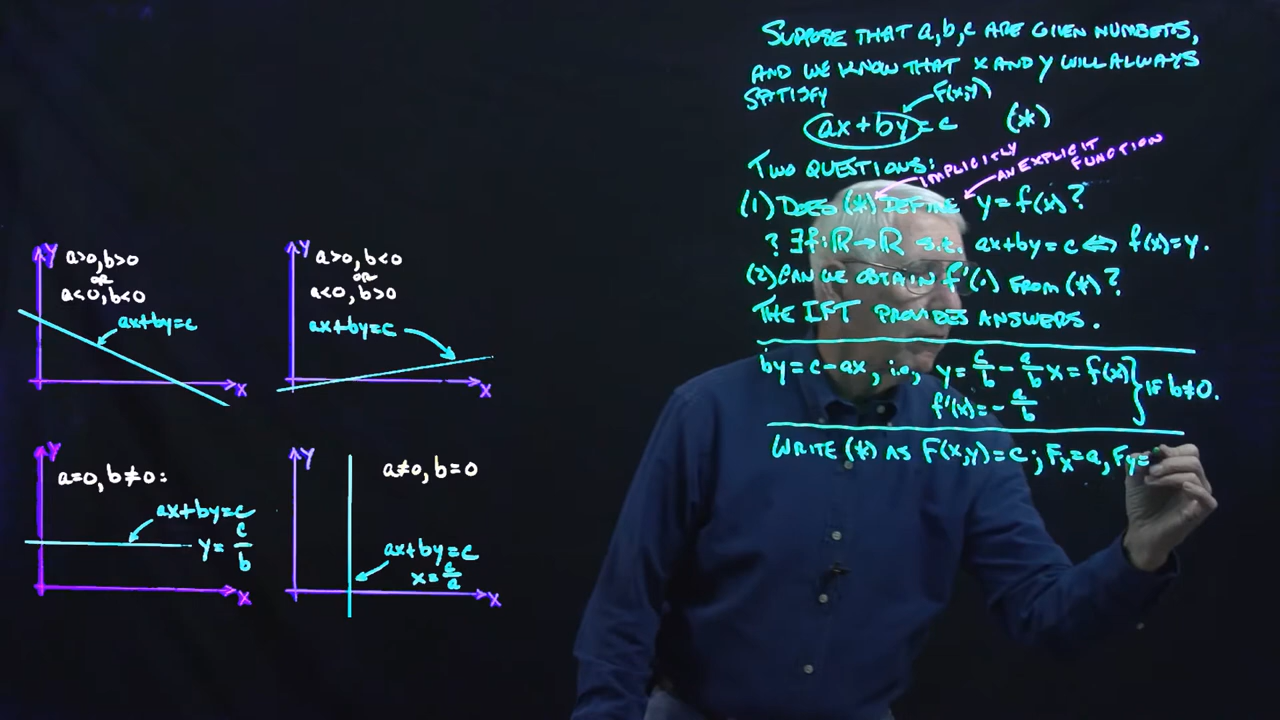 SUPPOSE THAT a,b,c ARE GIVEN NUMBERS,
AND WE KNOW THAT x AND y WILL ALWAYS
SATISFY
F(x,y)
ax+by=c (*)
TWO QUESTIONS:
IMPLICITLY
AN EXPLICIT
FUNCTION
(1) DOES (*) DEFINE y=f(x)?
? ∃f:ℝ→ℝ s.t. ax+by=c ⇔ f(x)=y.
(2) CAN WE OBTAIN f'(.) FROM (*)?
THE IFT PROVIDES ANSWERS.
by=c-ax, i.e., y=c/b-a/b x=f(x)
f'(x)=-a/b
IF b≠0.
WRITE (*) AS F(x,y)=c; Fx=a, Fy=
Y
a>0,b>0
OR
a<0,b<0
ax+by=c
X
Y
a>0,b<0
OR
a<0,b>0
ax+by=c
X
Y
a=0,b≠0:
ax+by=c
y=c/b
X
Y
a≠0,b=0
ax+by=c
x=c/a
X